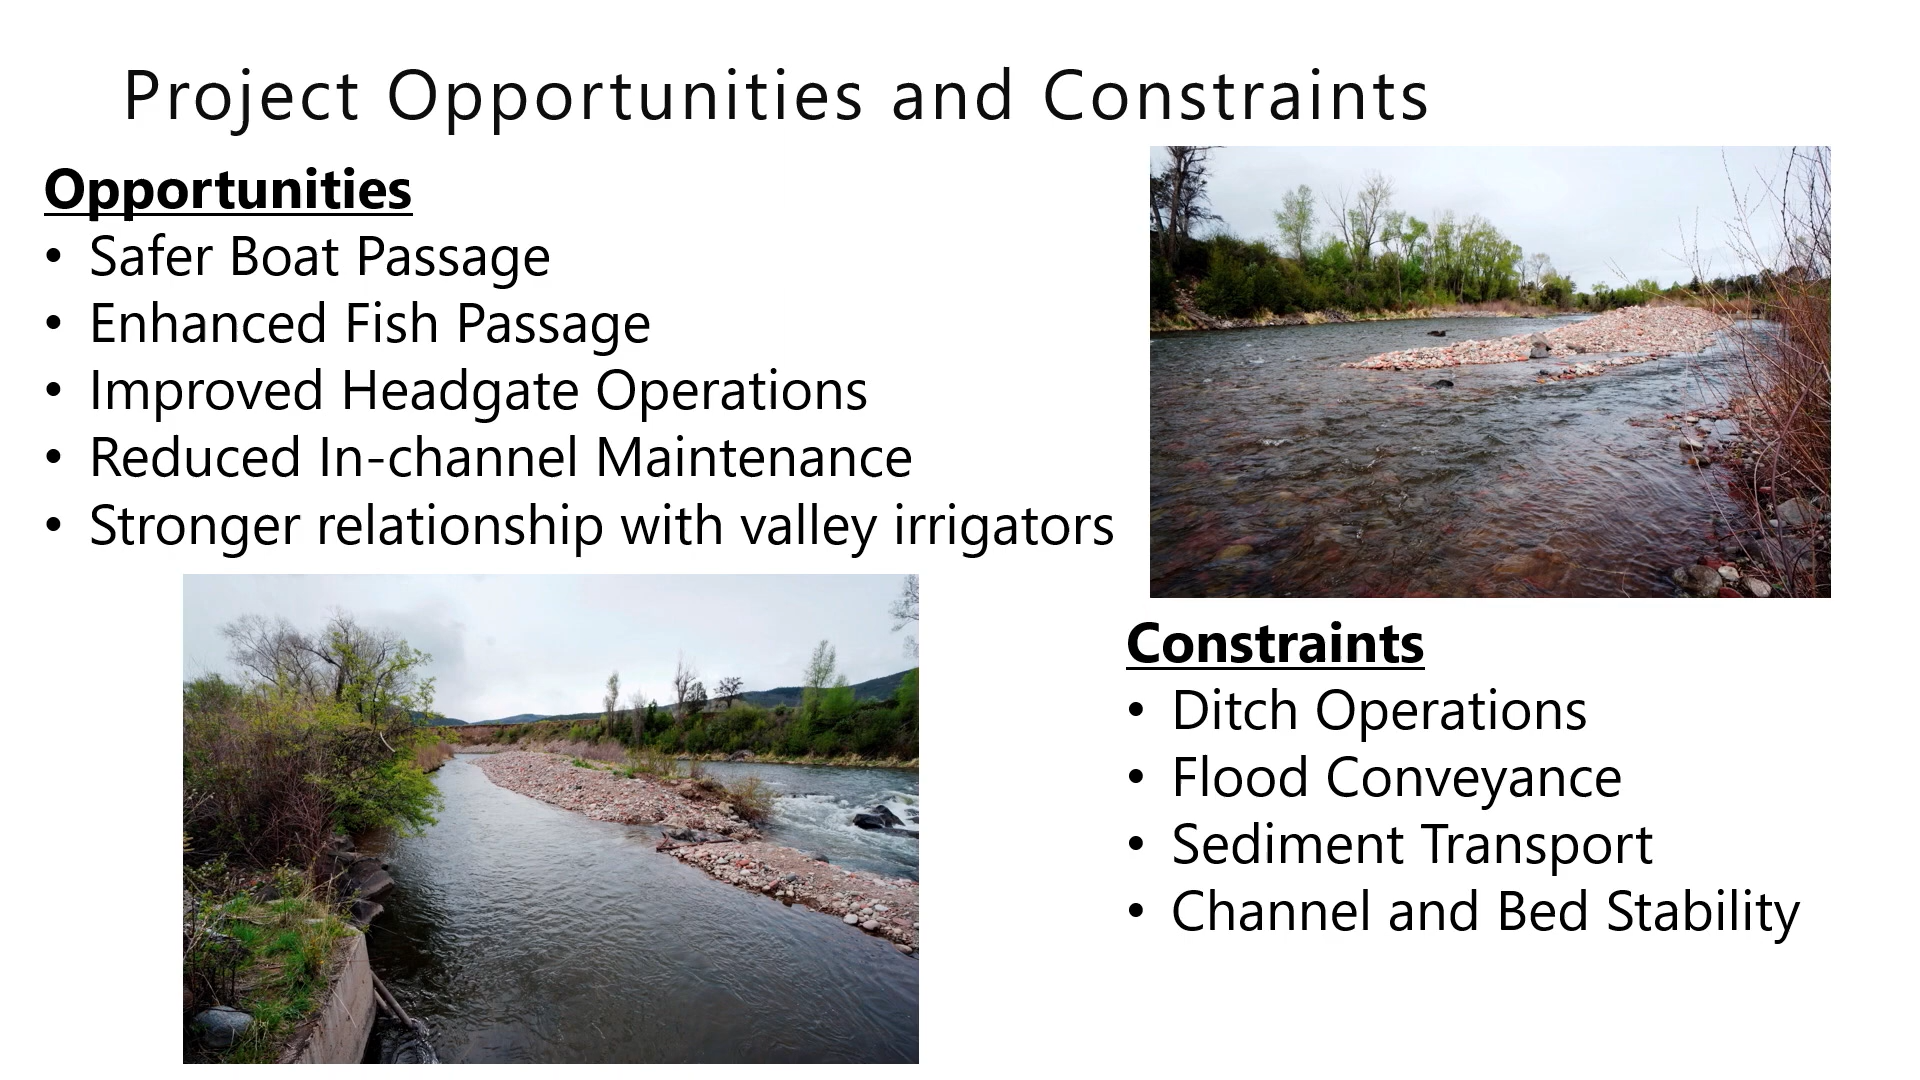 Project Opportunities and Constraints
Opportunities
• Safer Boat Passage
• Enhanced Fish Passage
• Improved Headgate Operations
• Reduced In-channel Maintenance
• Stronger relationship with valley irrigators
Constraints
• Ditch Operations
• Flood Conveyance
• Sediment Transport
• Channel and Bed Stability